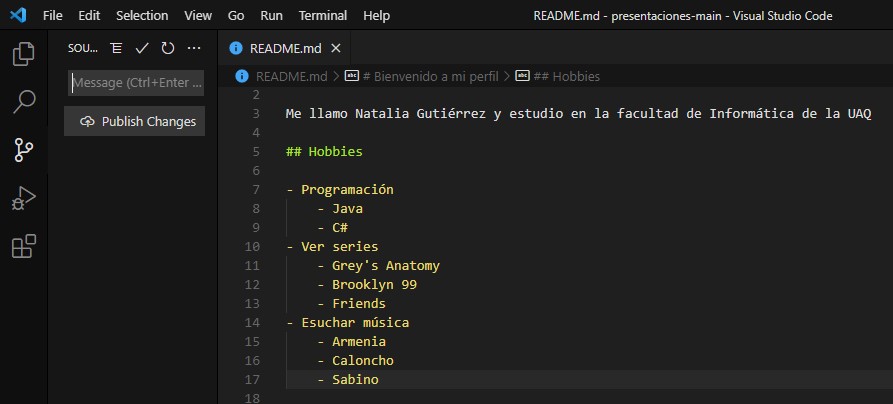 File Edit Selection View Go Run Terminal Help README.md - presentaciones-main - Visual Studio Code
SOU...
Message (Ctrl+Enter ...
Publish Changes
README.md
README.md > # Bienvenido a mi perfil > ## Hobbies
2
3 Me llamo Natalia Gutiérrez y estudio en la facultad de Informática de la UAQ
4
5 ## Hobbies
6
7 - Programación
8 - Java
9 - C#
10 - Ver series
11 - Grey's Anatomy
12 - Brooklyn 99
13 - Friends
14 - Esuchar música
15 - Armenia
16 - Caloncho
17 - Sabino
18